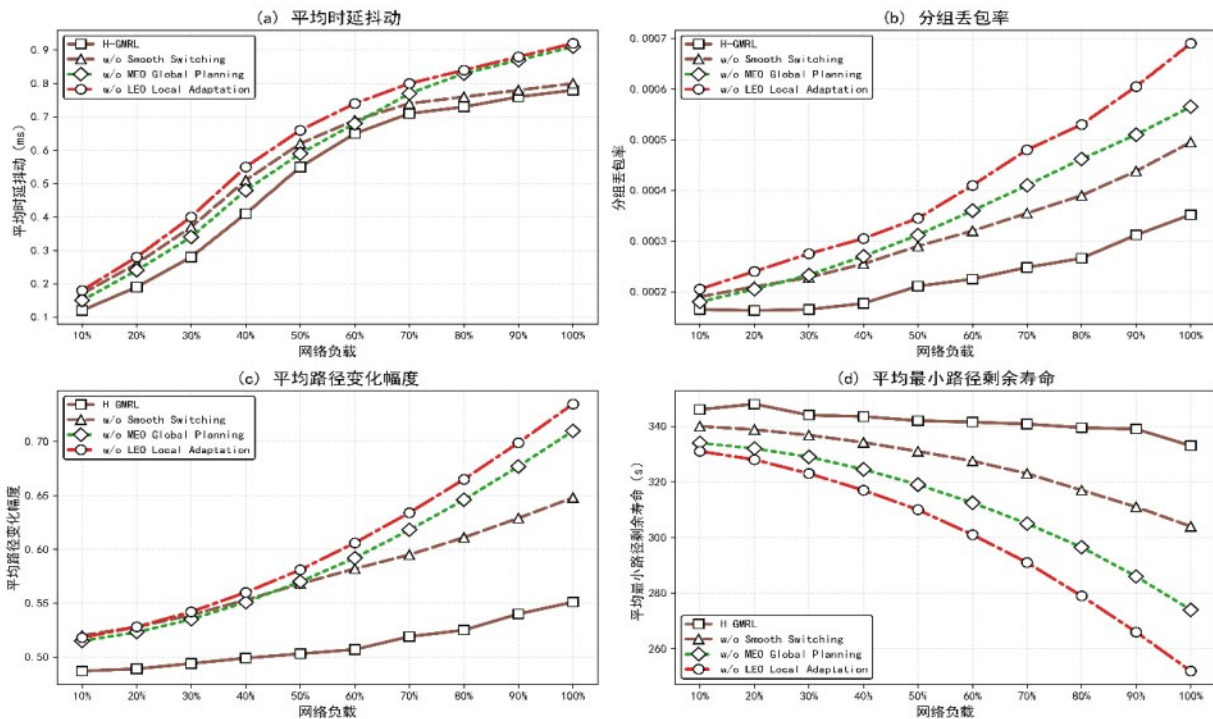 (a) 平均时延抖动
H-GMRL
w/o Smooth Switching
w/o MEO Global Planning
w/o LEO Local Adaptation
平均时延抖动 (ms)
0.9
0.8
0.7
0.6
0.5
0.4
0.3
0.2
0.1
10% 20% 30% 40% 50% 60% 70% 80% 90% 100%
网络负载
(b) 分组丢包率
H-GMRL
w/o Smooth Switching
w/o MEO Global Planning
w/o LEO Local Adaptation
分组丢包率
0.0007
0.0006
0.0005
0.0004
0.0003
0.0002
10% 20% 30% 40% 50% 60% 70% 80% 90% 100%
网络负载
(c) 平均路径变化幅度
H GMRL
w/o Smooth Switching
w/o MEO Global Planning
w/o LEO Local Adaptation
平均路径变化幅度
0.70
0.65
0.60
0.55
0.50
10% 20% 30% 40% 50% 60% 70% 80% 90% 100%
网络负载
(d) 平均最小路径剩余寿命
平均最小路径剩余寿命 (s)
340
320
300
280
260
H GMRL
w/o Smooth Switching
w/o MEO Global Planning
w/o LEO Local Adaptation
10% 20% 30% 40% 50% 60% 70% 80% 90% 100%
网络负载